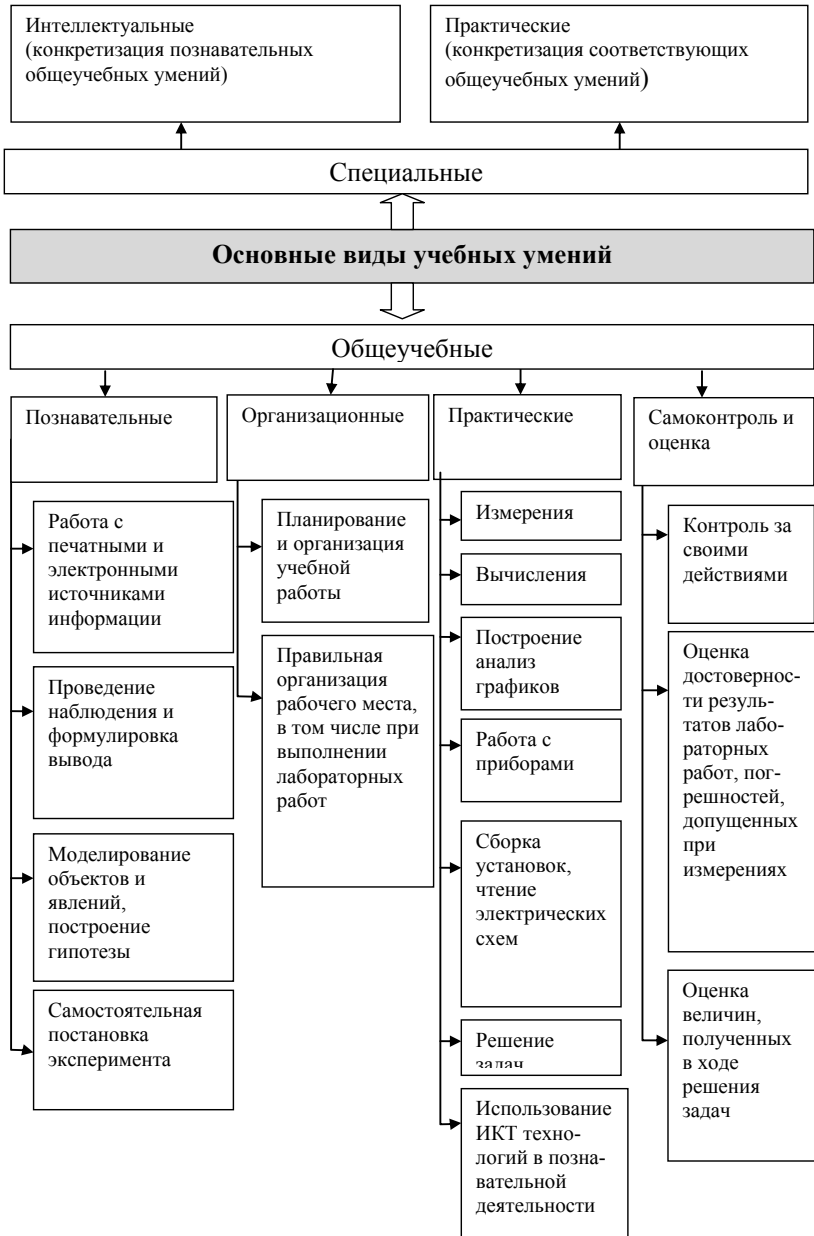 Интеллектуальные
(конкретизация познавательных
общеучебных умений)
Практические
(конкретизация соответствующих
общеучебных умений)
Специальные
Основные виды учебных умений
Общеучебные
Познавательные
Организационные
Практические
Самоконтроль и
оценка
Работа с
печатными и
электронными
источниками
информации
Проведение
наблюдения и
формулировка
вывода
Моделирование
объектов и
явлений,
построение
гипотезы
Самостоятельная
постановка
эксперимента
Планирование
и организация
учебной
работы
Правильная
организация
рабочего места,
в том числе при
выполнении
лабораторных
работ
Измерения
Вычисления
Построение
анализ
графиков
Работа с
приборами
Сборка
установок,
чтение
электрических
схем
Решение
задач
Использование
ИКТ техно-
логий в позна-
вательной
деятельности
Контроль за
своими
действиями
Оценка
достовернос-
ти резуль-
татов лабо-
раторных
работ, пог-
решностей,
допущенных
при
измерениях
Оценка
величин,
полученных
в ходе
решения
задач